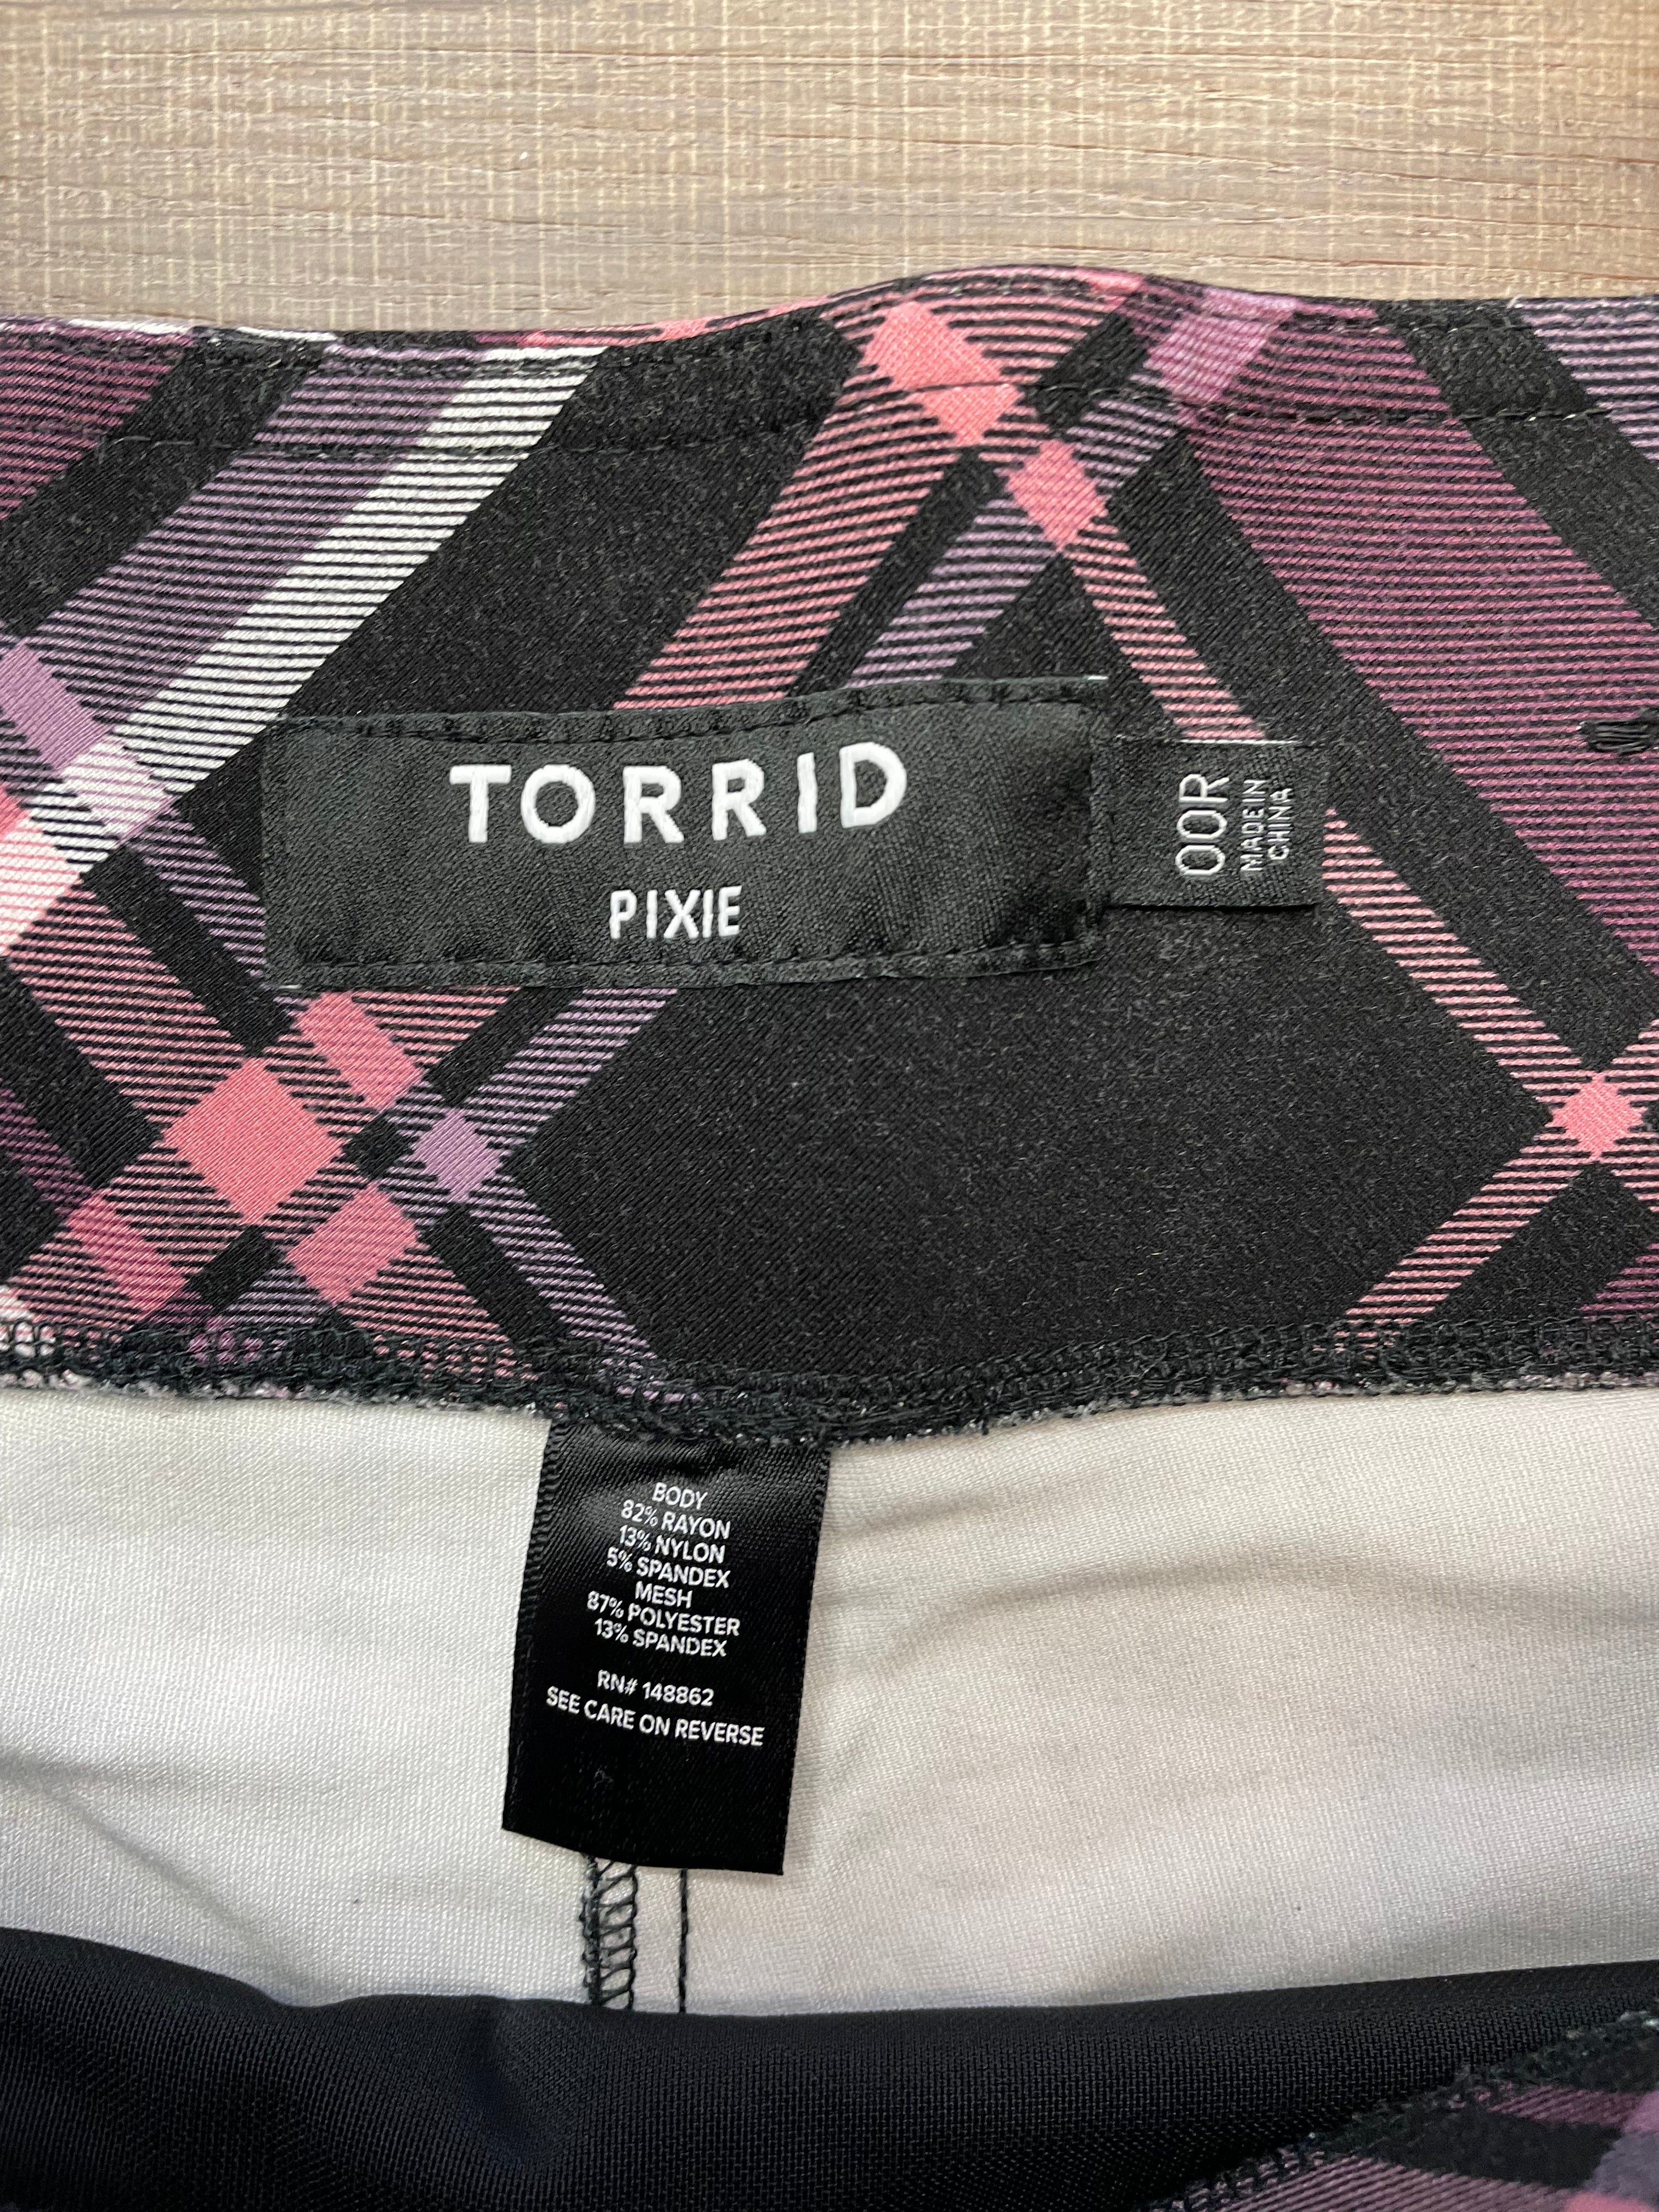 TORRID
PIXIE
00R
MADE IN
CHINA
BODY
82% RAYON
13% NYLON
5% SPANDEX
MESH
87% POLYESTER
13% SPANDEX
RN# 148862
SEE CARE ON REVERSE